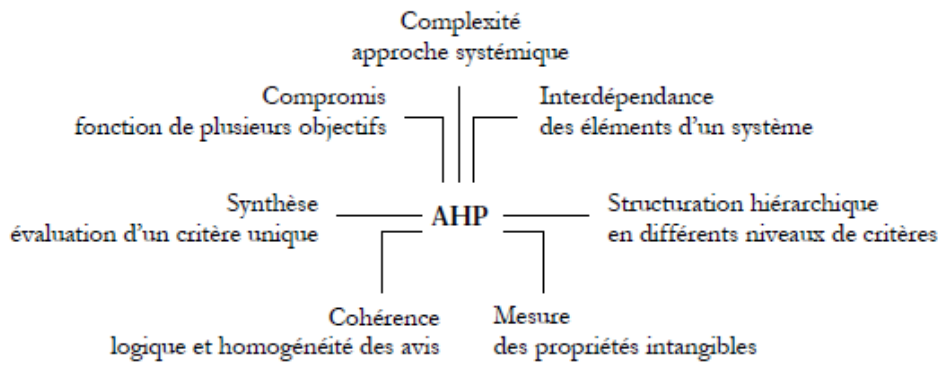 Complexité
approche systémique
Compromis
fonction de plusieurs objectifs
Interdépendance
des éléments d'un système
Synthèse
évaluation d'un critère unique
AHP
Structuration hiérarchique
en différents niveaux de critères
Cohérence
logique et homogénéité des avis
Mesure
des propriétés intangibles